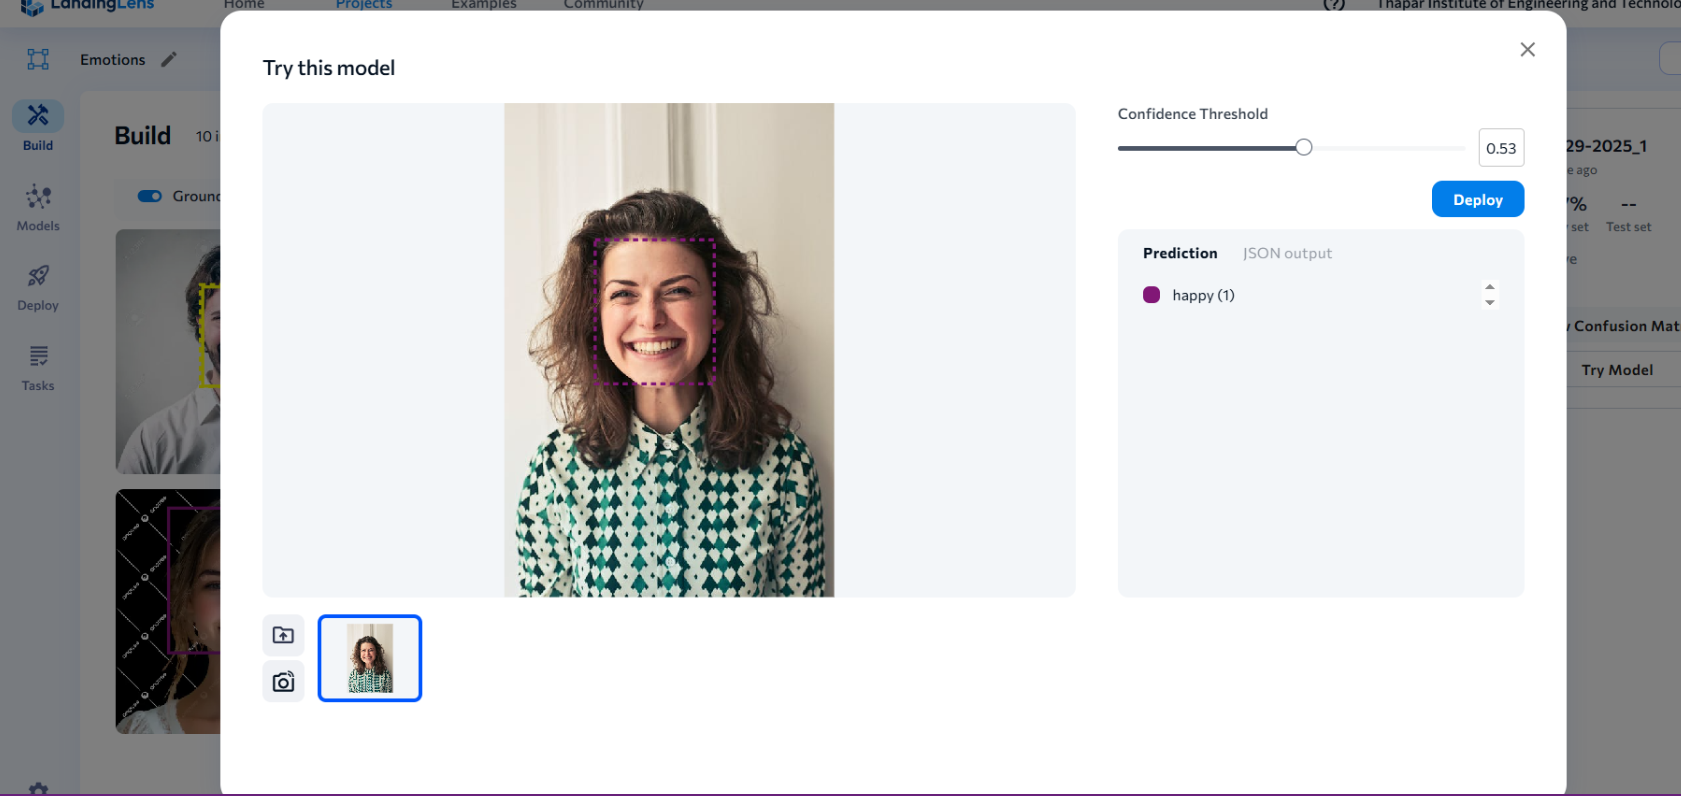 LandingLens
Home
Projects
Examples
Community
Thapar Institute of Engineering and Technolo
Emotions
Build
Models
Deploy
Tasks
Build
10 i
Groun
Try this model
Confidence Threshold
0.53
Deploy
Prediction
JSON output
happy (1)
29-2025_1
e ago
%
--
set
Test set
ve
Confusion Mat
Try Model